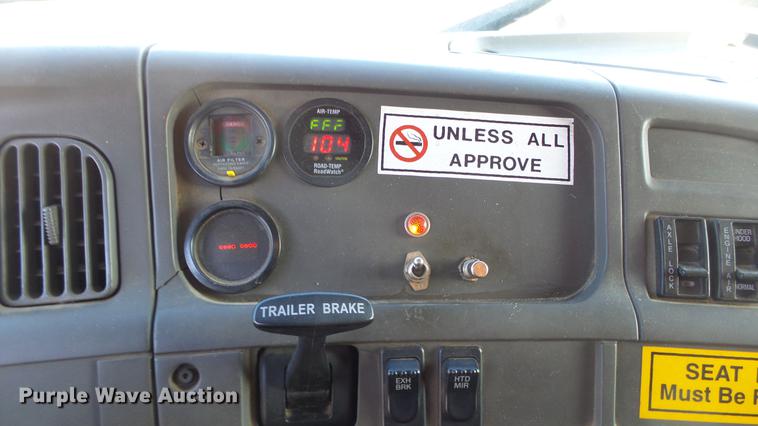 AIR-TEMP
FFF
104
ROAD-TEMP
RoadWatch®
AIR FILTER
UNLESS ALL
APPROVE
TRAILER BRAKE
EXH
BRK
HTD
MIR
AXLE LOCK
ENGINE AIR
UNDER
HOOD
NORMAL
SEAT
Must Be
Purple Wave Auction